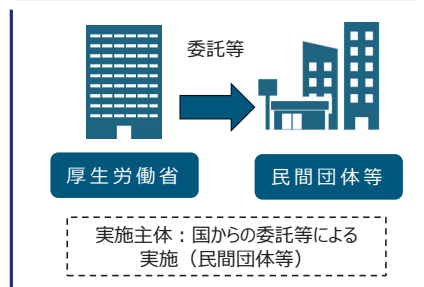 委託等
厚生労働省
民間団体等
実施主体：国からの委託等による
実施（民間団体等）